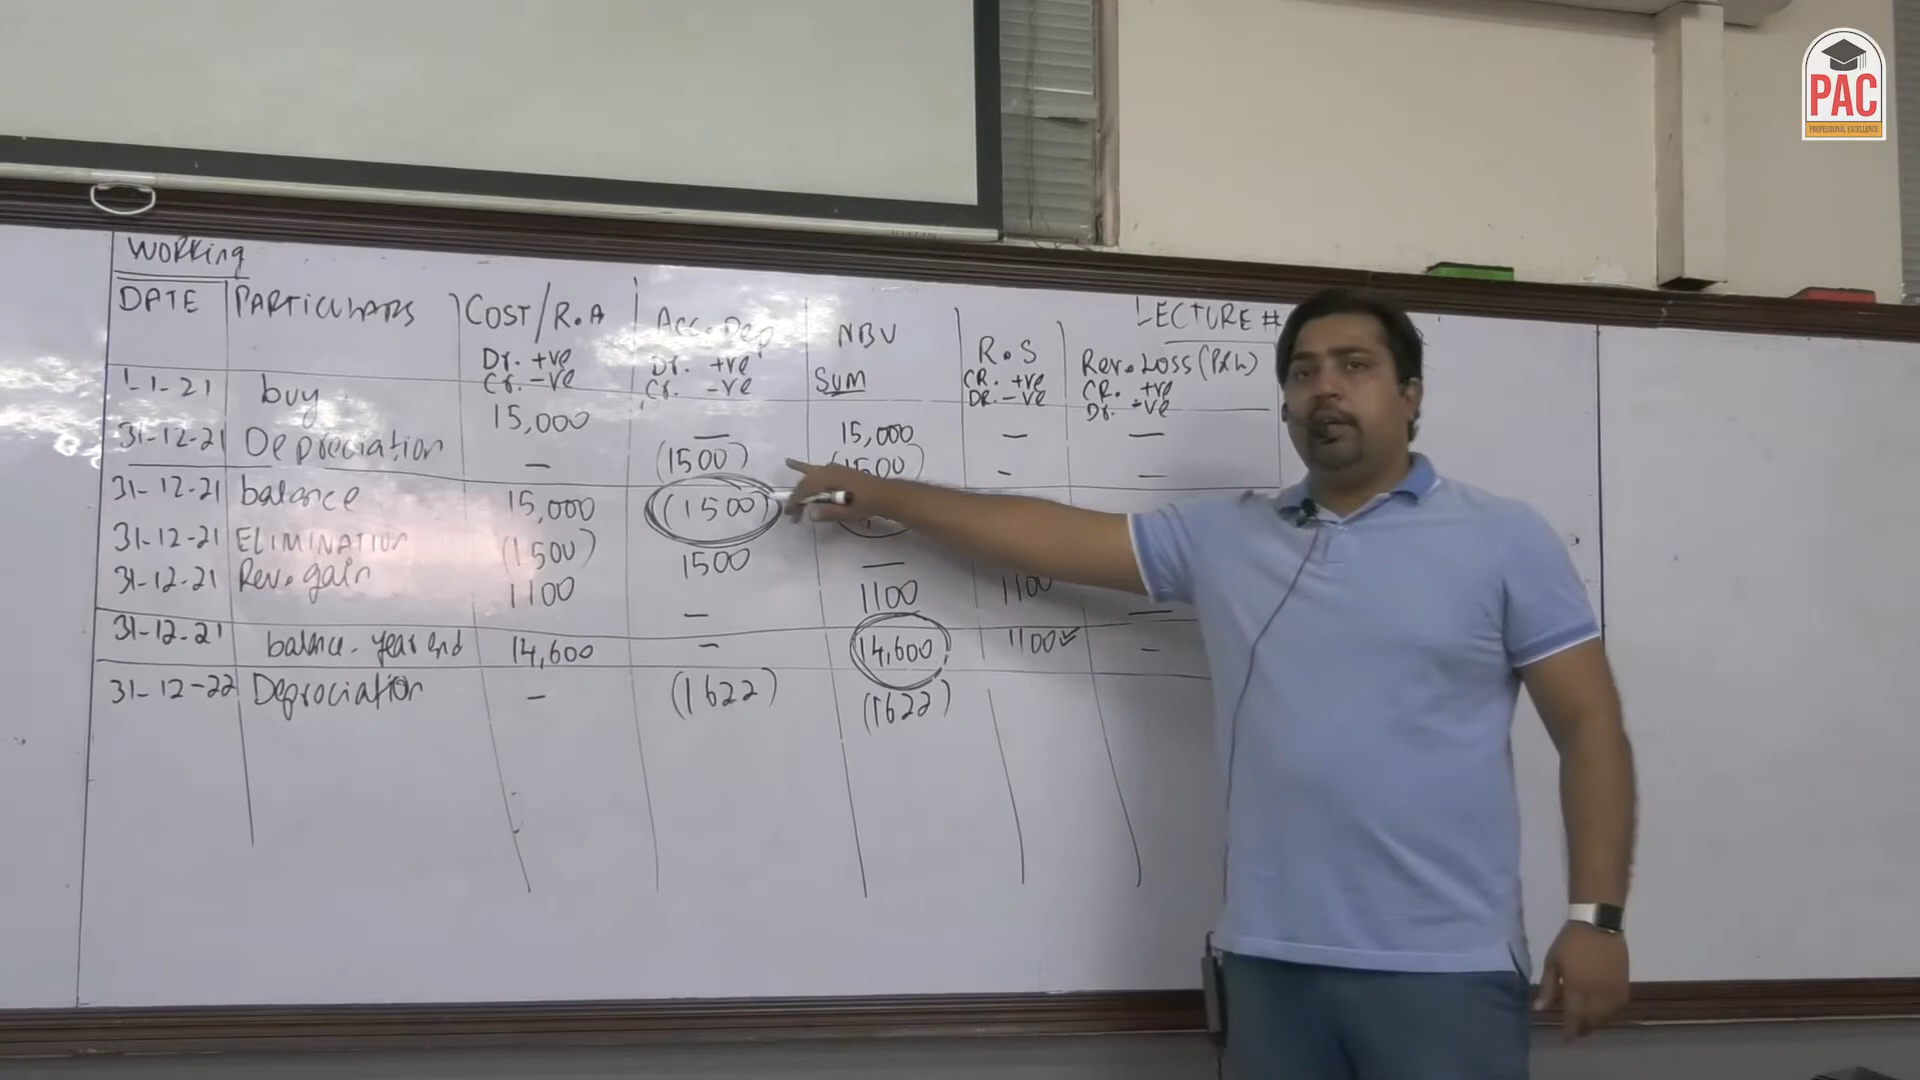 PAC
PROFESSIONAL EXCELLENCE
WORKING
LECTURE #
DATE PARTICULARS COST/R.A Acc.Dep NBV R.S Rev.Loss(P&L)
Dr. +ve Dr. +ve Sum CR. +ve CR. +ve
Cr. -ve Cr. -ve DR. -ve Dr. -ve
1-1-21 buy 15,000 — 15,000 — —
31-12-21 Depreciation — (1500) (1500) - -
31-12-21 balance 15,000 (1500)
31-12-21 ELIMINATION (1500) 1500 —
31-12-21 Rev.gain 1100 - 1100 1100 —
31-12-21 balance-year end 14,600 - 14,600 1100 -
31-12-22 Depreciation - (1622) (1622)